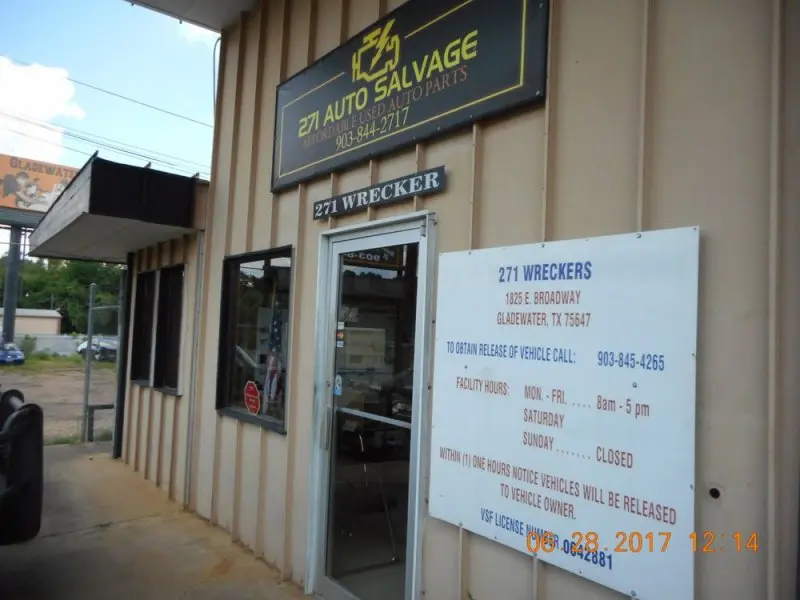 GLADEWATER
271 AUTO SALVAGE
AFFORDABLE USED AUTO PARTS
903-844-2717
271 WRECKER
271 WRECKERS
1825 E. BROADWAY
GLADEWATER, TX 75647
TO OBTAIN RELEASE OF VEHICLE CALL: 903-845-4265
FACILITY HOURS: MON. - FRI. .... 8am - 5 pm
SATURDAY
SUNDAY ....... CLOSED
WITHIN (1) ONE HOURS NOTICE VEHICLES WILL BE RELEASED
TO VEHICLE OWNER.
VSF LICENSE NUMBER 0642881
06.28.2017 12:14